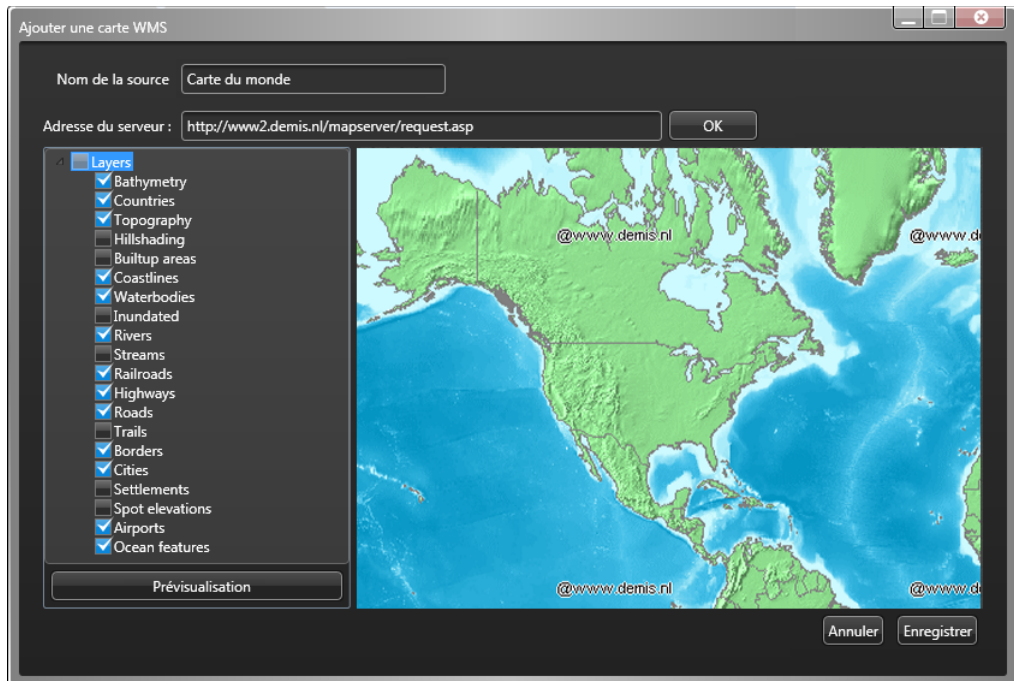 Ajouter une carte WMS
Nom de la source
Carte du monde
Adresse du serveur :
http://www2.demis.nl/mapserver/request.asp
OK
Layers
Bathymetry
Countries
Topography
Hillshading
Builtup areas
Coastlines
Waterbodies
Inundated
Rivers
Streams
Railroads
Highways
Roads
Trails
Borders
Cities
Settlements
Spot elevations
Airports
Ocean features
Prévisualisation
@www.demis.nl
@www.d
@www.demis.nl
@www.d
Annuler
Enregistrer